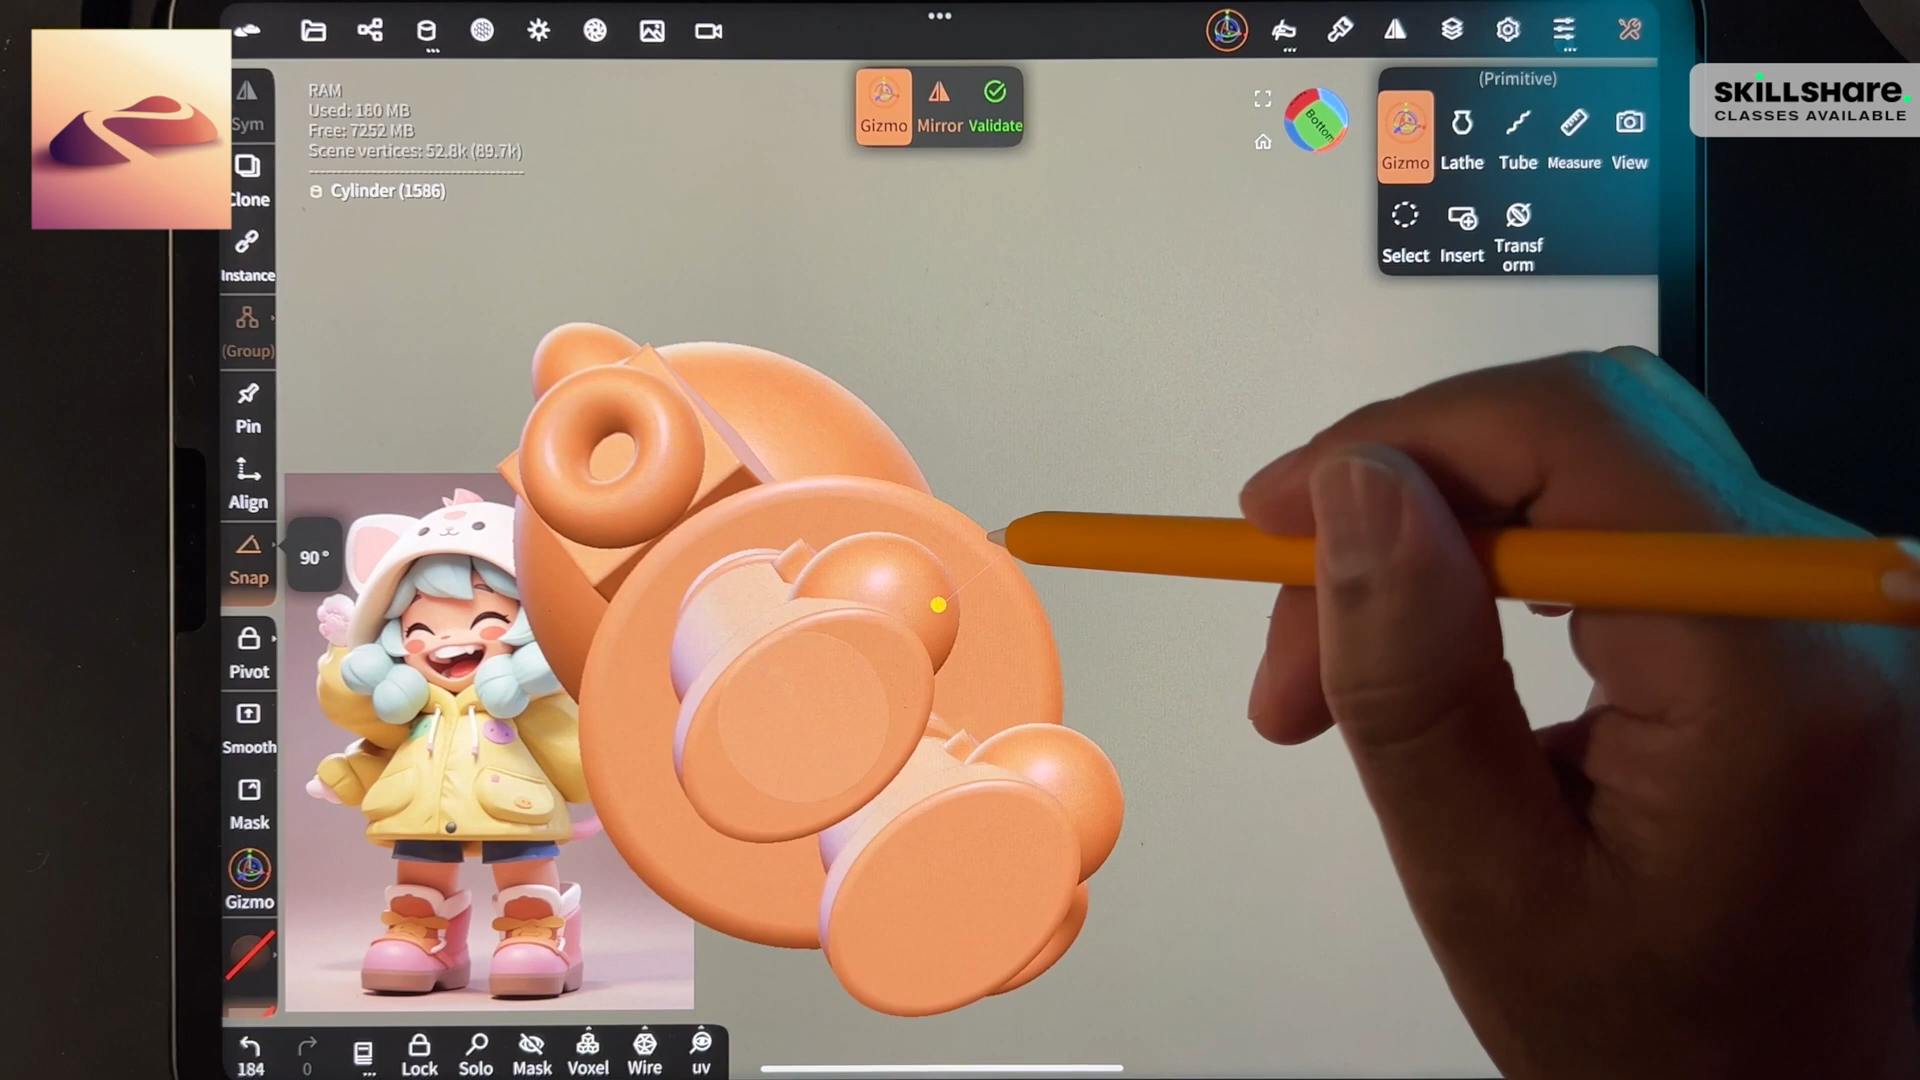 RAM
Used: 180 MB
Free: 7252 MB
Scene vertices: 52.8k (89.7k)
Cylinder (1586)
Gizmo
Mirror
Validate
Bottom
(Primitive)
Gizmo
Lathe
Tube
Measure
View
Select
Insert
Transf
orm
SKILLSHARE.
CLASSES AVAILABLE
Sym
Clone
Instance
(Group)
Pin
Align
Snap
90°
Pivot
Smooth
Mask
Gizmo
184
0
Lock
Solo
Mask
Voxel
Wire
uv